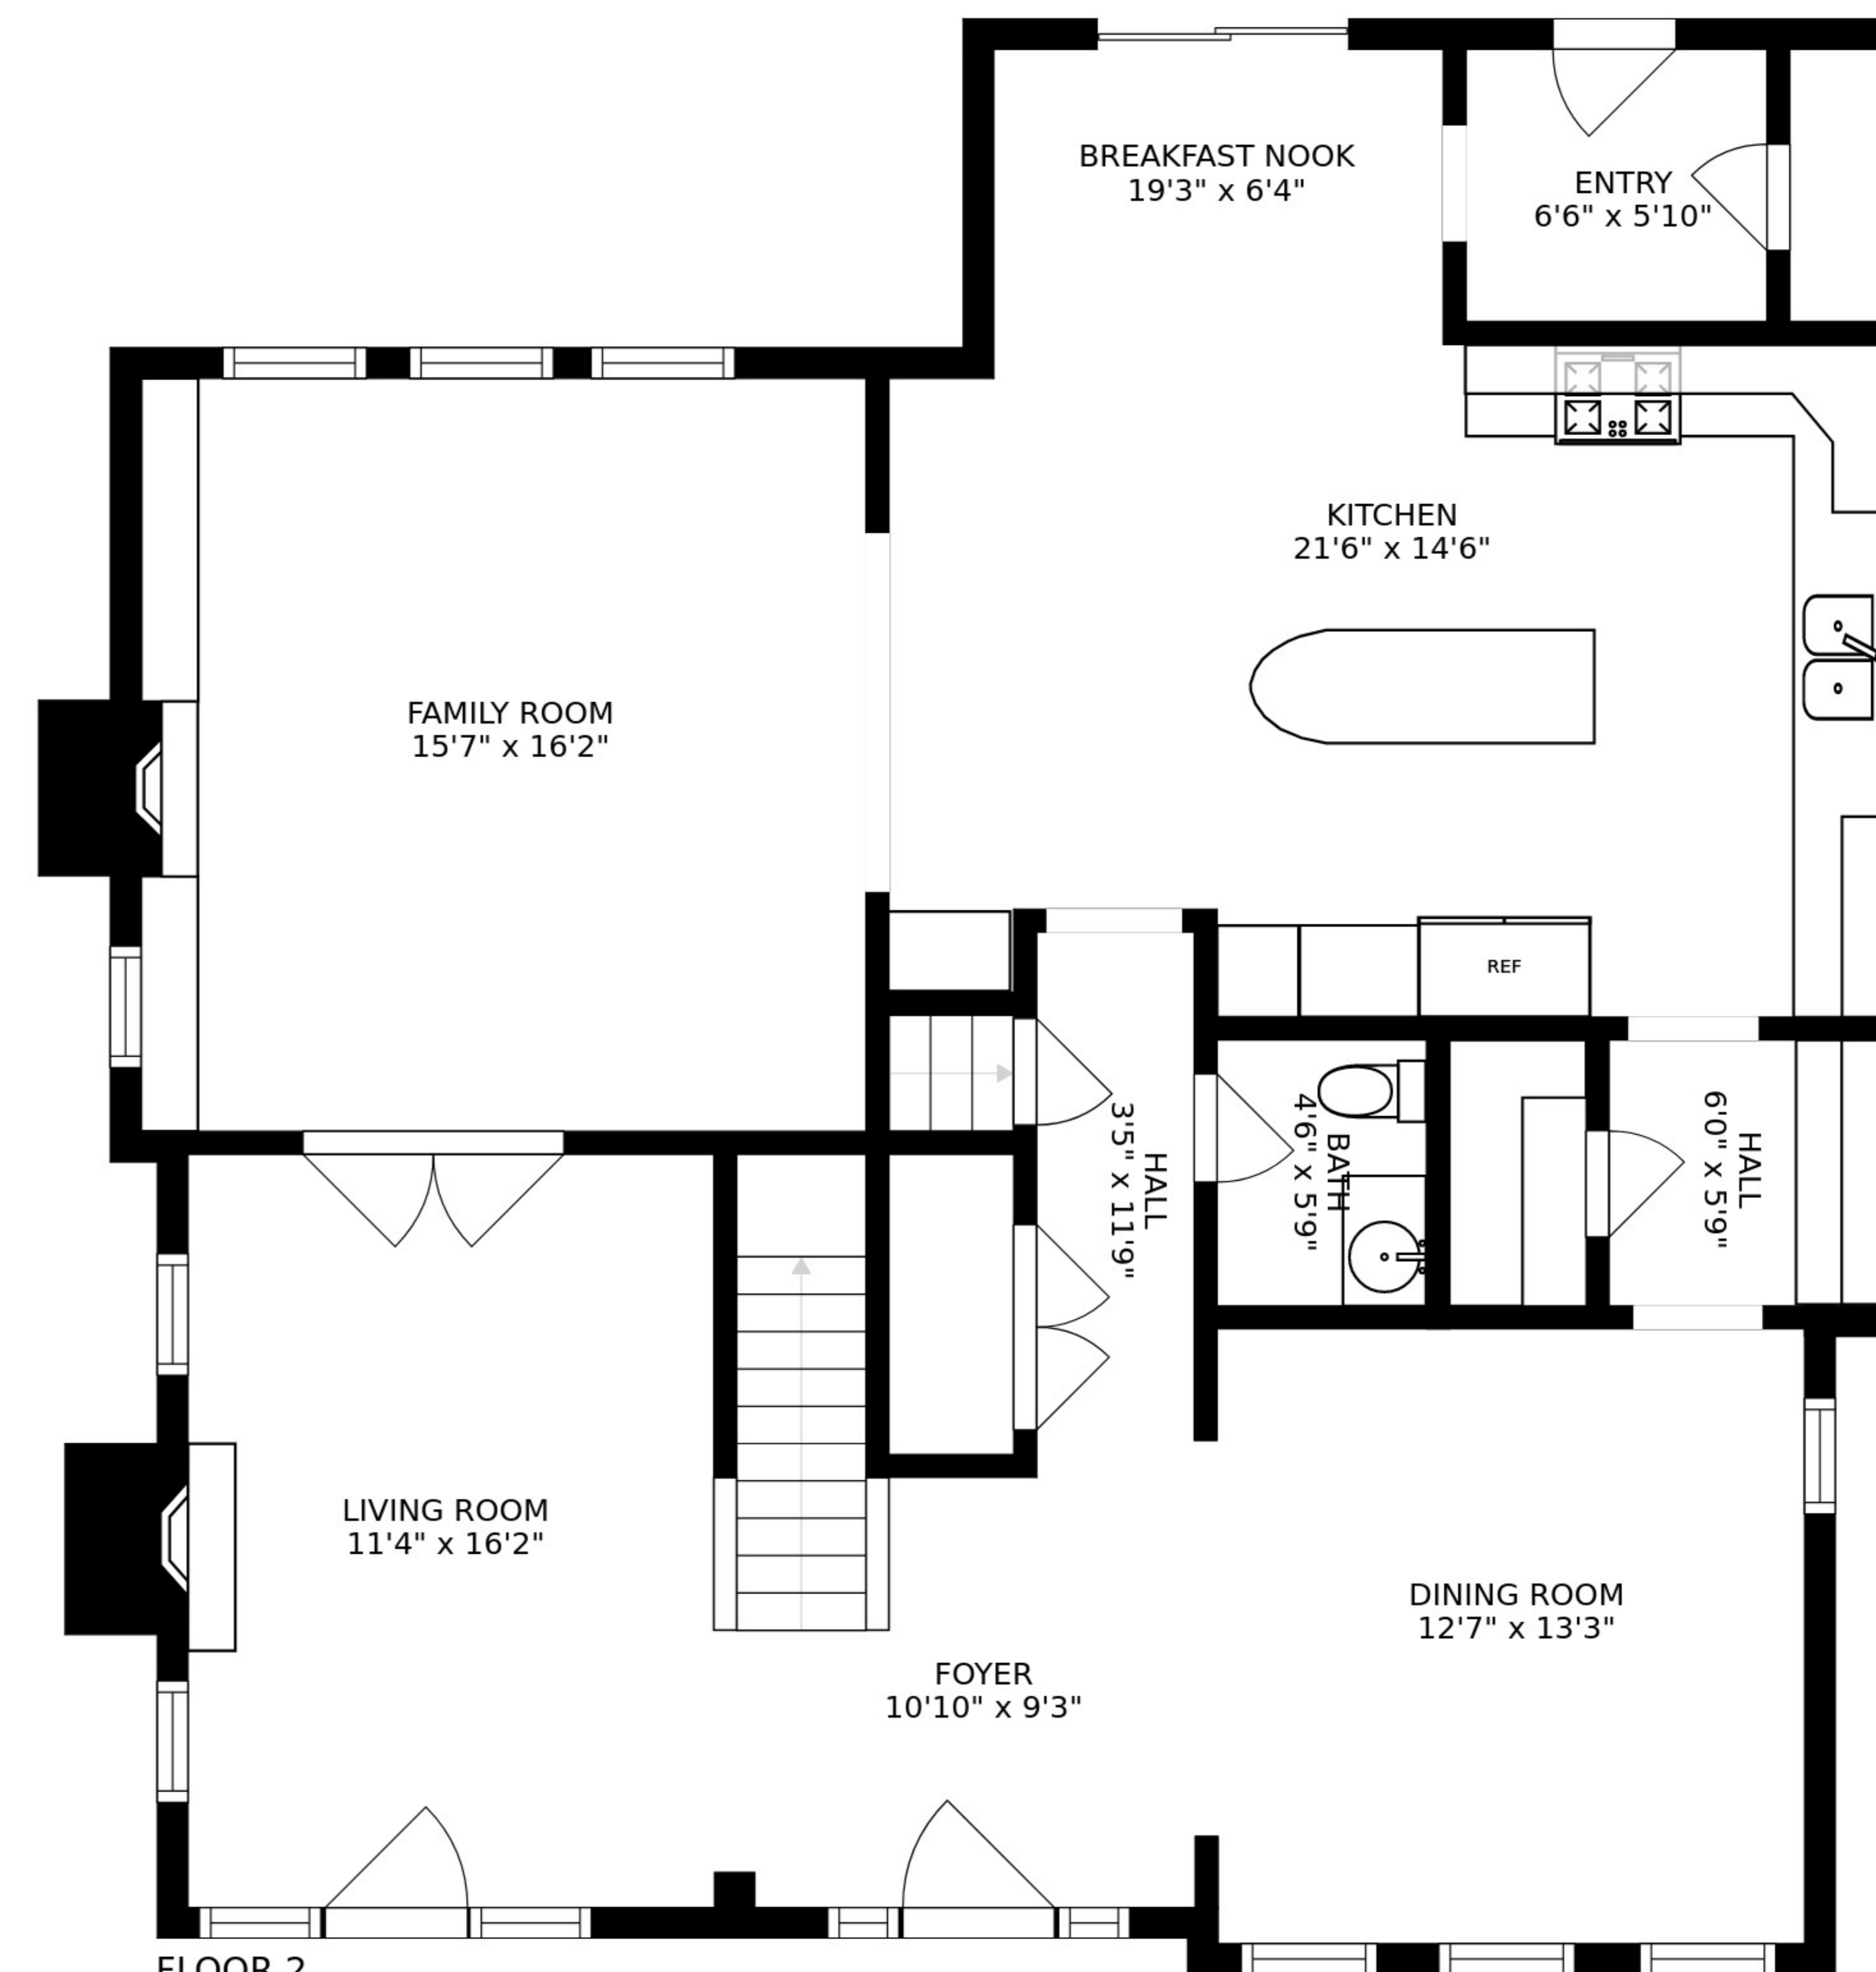 BREAKFAST NOOK
19'3" x 6'4"
ENTRY
6'6" x 5'10"
KITCHEN
21'6" x 14'6"
FAMILY ROOM
15'7" x 16'2"
REF
HALL
3'5" x 11'9"
BATH
4'6" x 5'9"
HALL
6'0" x 5'9"
LIVING ROOM
11'4" x 16'2"
DINING ROOM
12'7" x 13'3"
FOYER
10'10" x 9'3"
FLOOR 2